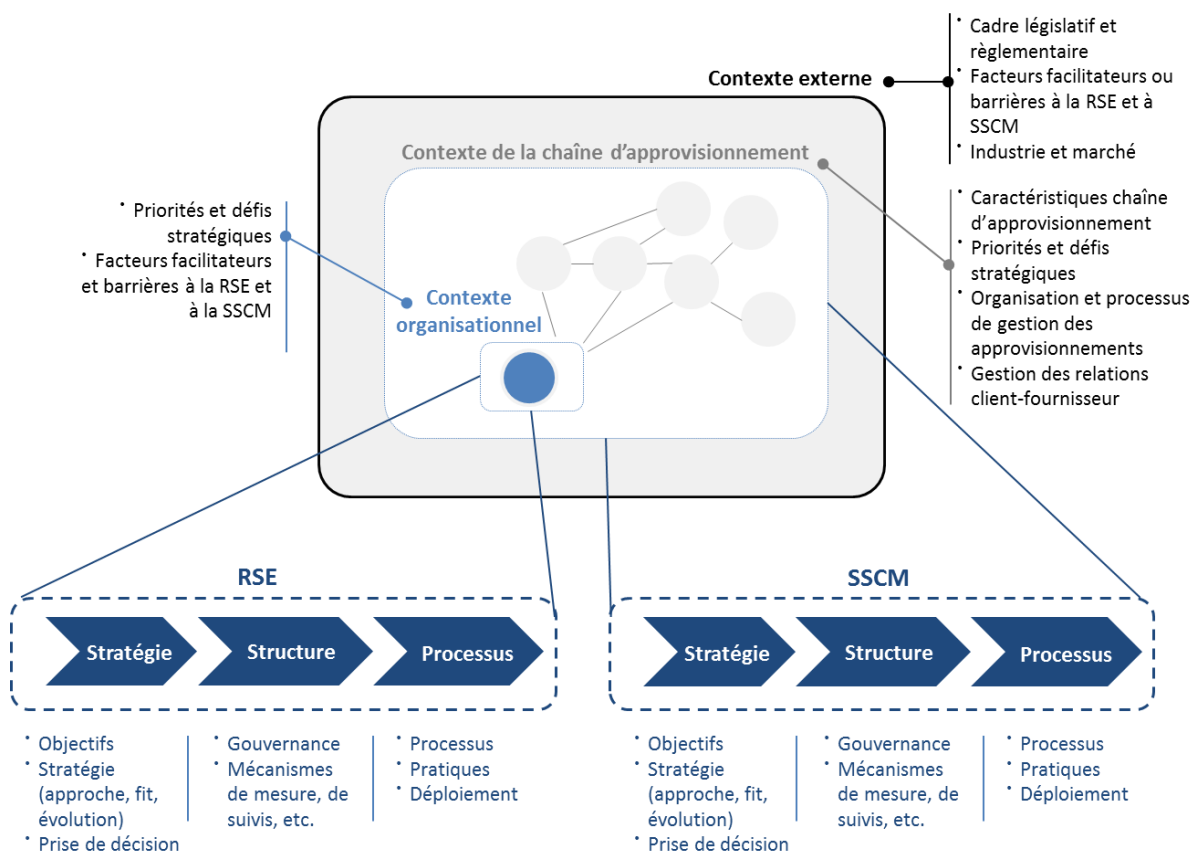 Contexte externe
• Cadre législatif et
règlementaire
• Facteurs facilitateurs ou
barrières à la RSE et à
SSCM
• Industrie et marché
Contexte de la chaîne d'approvisionnement
• Caractéristiques chaîne
d'approvisionnement
• Priorités et défis
stratégiques
• Organisation et processus
de gestion des
approvisionnements
• Gestion des relations
client-fournisseur
• Priorités et défis
stratégiques
• Facteurs facilitateurs
et barrières à la RSE et
à la SSCM
Contexte
organisationnel
RSE
Stratégie
Structure
Processus
• Objectifs
• Stratégie
(approche, fit,
évolution)
• Prise de décision
• Gouvernance
• Mécanismes
de mesure, de
suivis, etc.
• Processus
• Pratiques
• Déploiement
SSCM
Stratégie
Structure
Processus
• Objectifs
• Stratégie
(approche, fit,
évolution)
• Prise de décision
• Gouvernance
• Mécanismes
de mesure, de
suivis, etc.
• Processus
• Pratiques
• Déploiement